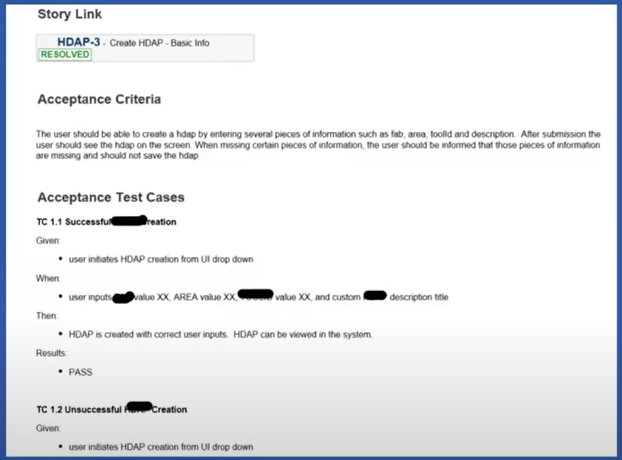 Story Link
HDAP-3 - Create HDAP - Basic Info
RESOLVED
Acceptance Criteria
The user should be able to create a hdap by entering several pieces of information such as fab, area, toolId and description. After submission the
user should see the hdap on the screen. When missing certain pieces of information, the user should be informed that those pieces of information
are missing and should not save the hdap
Acceptance Test Cases
TC 1.1 Successful reation
Given:
• user initiates HDAP creation from UI drop down
When:
• user inputs value XX, AREA value XX, value XX, and custom description title
Then:
• HDAP is created with correct user inputs. HDAP can be viewed in the system.
Results:
• PASS
TC 1.2 Unsuccessful Creation
Given:
• user initiates HDAP creation from UI drop down